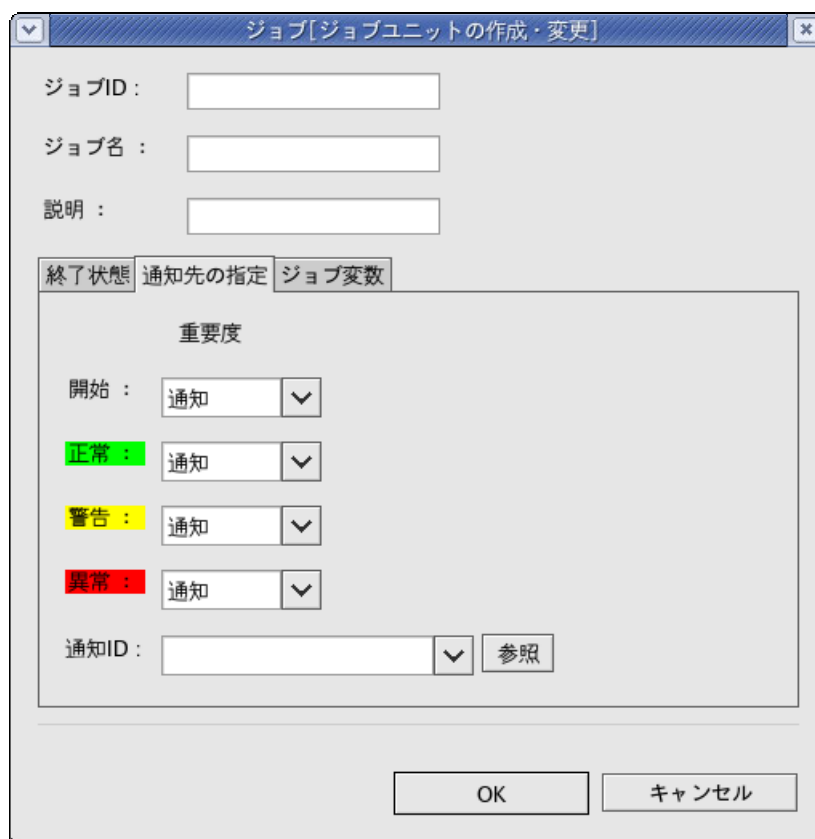 ジョブ[ジョブユニットの作成・変更]
ジョブID :
ジョブ名 :
説明 :
終了状態 通知先の指定 ジョブ変数
重要度
開始 : 通知
正常 : 通知
警告 : 通知
異常 : 通知
通知ID : 参照
OK キャンセル